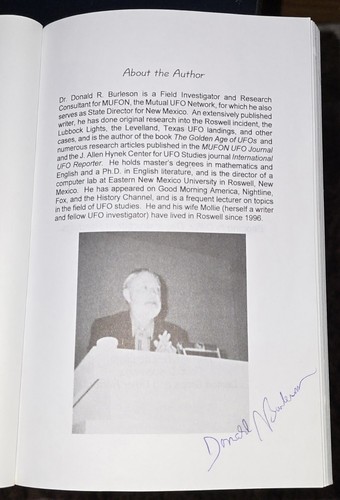 About the Author
Dr. Donald R. Burleson is a Field Investigator and Research
Consultant for MUFON, the Mutual UFO Network, for which he also
serves as State Director for New Mexico. An extensively published
writer, he has done original research into the Roswell incident, the
Lubbock Lights, the Levelland, Texas UFO landings, and other
cases, and is the author of the book The Golden Age of UFOs and
numerous research articles published in the MUFON UFO Journal
and the J. Allen Hynek Center for UFO Studies journal International
UFO Reporter. He holds master's degrees in mathematics and
English and a Ph.D. in English literature, and is the director of a
computer lab at Eastern New Mexico University in Roswell, New
Mexico. He has appeared on Good Morning America, Nightline,
Fox, and the History Channel, and is a frequent lecturer on topics
in the field of UFO studies. He and his wife Mollie (herself a writer
and fellow UFO investigator) have lived in Roswell since 1996.
Donald R Burleson